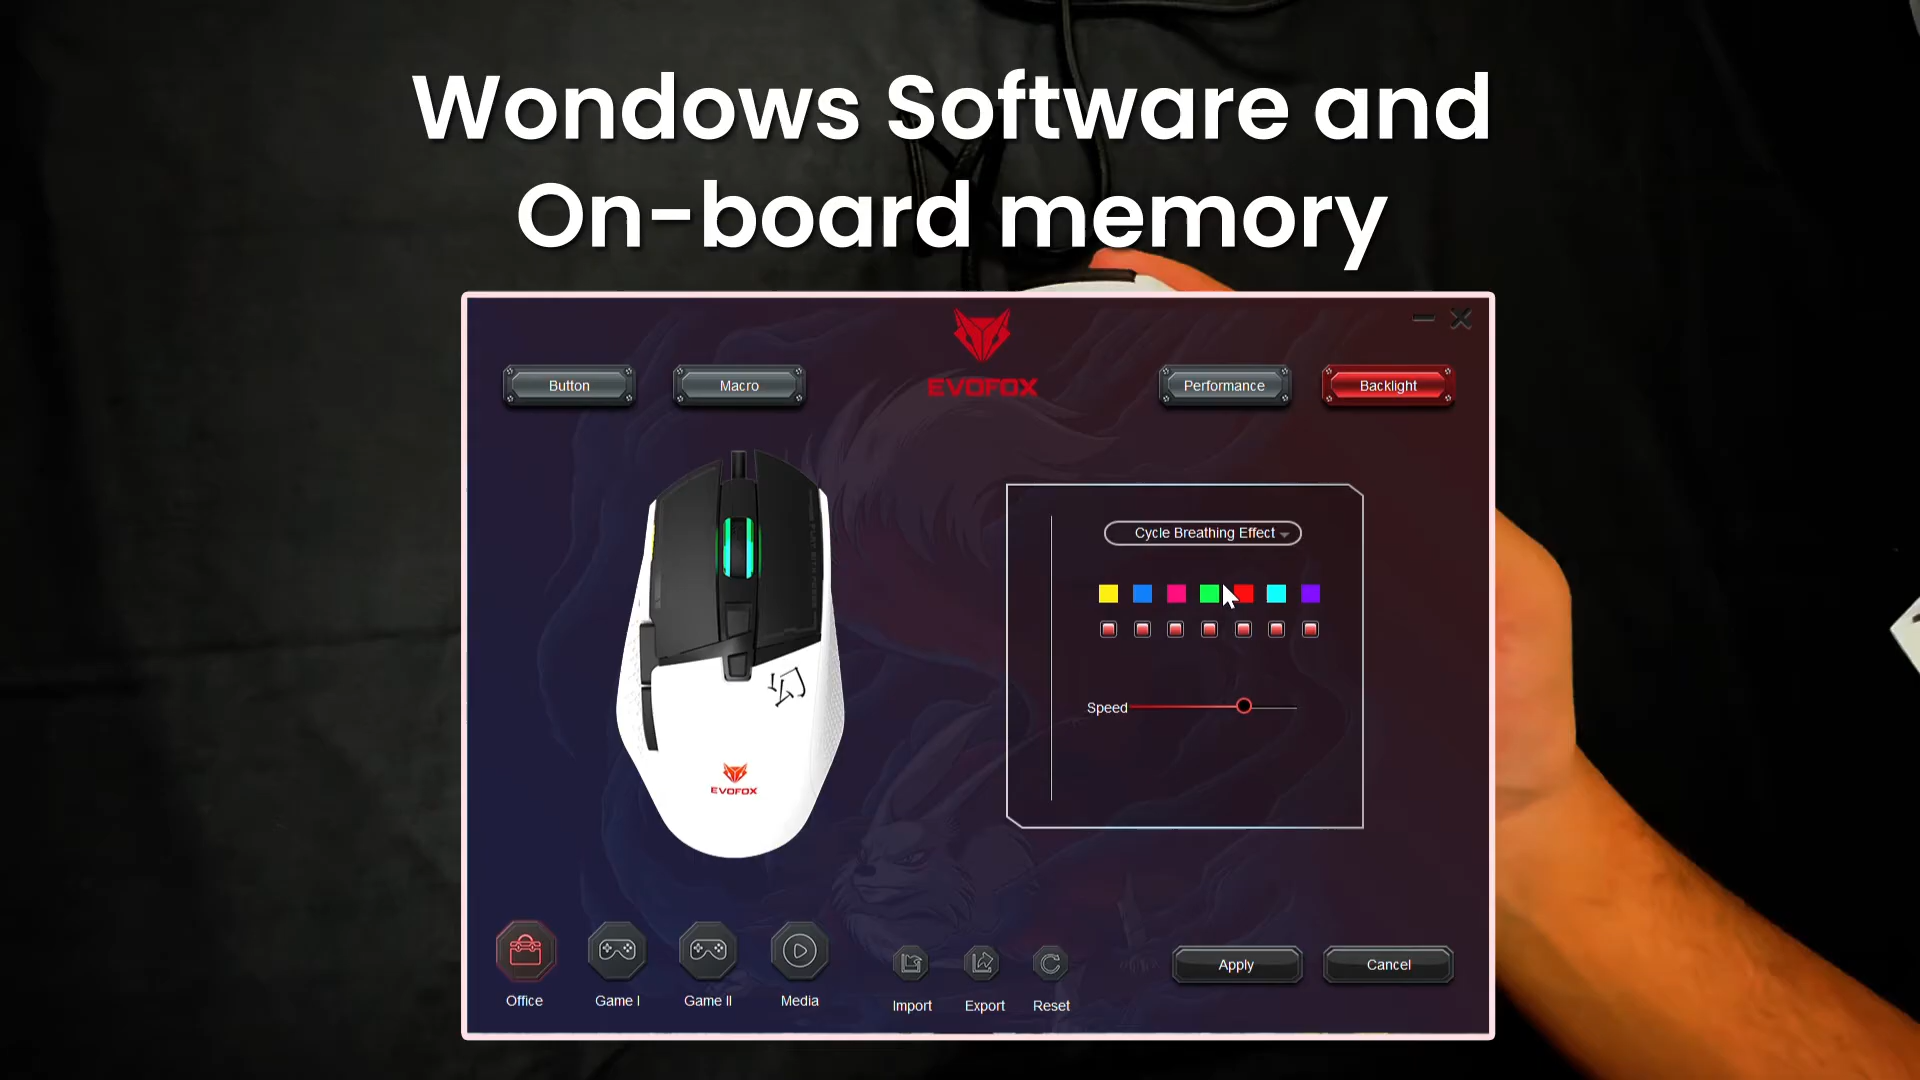 Wondows Software and
On-board memory
EVOFOX
Button
Macro
Performance
Backlight
Cycle Breathing Effect
EVOFOX
Speed
Office
Game I
Game II
Media
Import
Export
Reset
Apply
Cancel